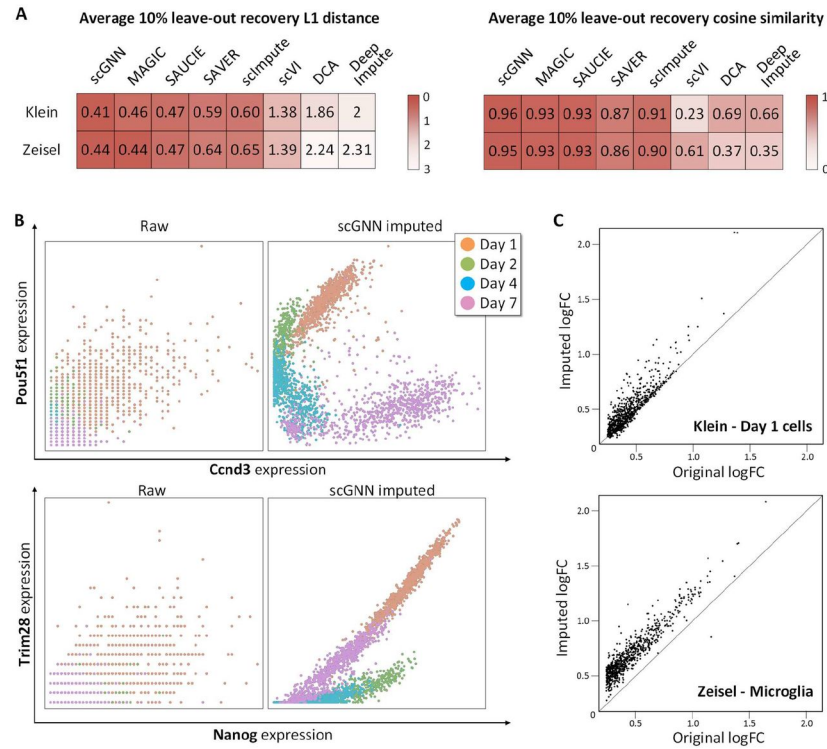 A
Average 10% leave-out recovery L1 distance
Average 10% leave-out recovery cosine similarity
scGNN MAGIC SAUCIE SAVER scImpute scVI DCA Deep Impute
scGNN MAGIC SAUCIE SAVER scImpute scVI DCA Deep Impute
Klein 0.41 0.46 0.47 0.59 0.60 1.38 1.86 2
Zeisel 0.44 0.44 0.47 0.64 0.65 1.39 2.24 2.31
0
1
2
3
0.96 0.93 0.93 0.87 0.91 0.23 0.69 0.66
0.95 0.93 0.93 0.86 0.90 0.61 0.37 0.35
1
0
B
Raw
scGNN imputed
Day 1
Day 2
Day 4
Day 7
Pou5f1 expression
Ccnd3 expression
Raw
scGNN imputed
Trim28 expression
Nanog expression
C
2.0
1.5
1.0
0.5
Imputed logFC
Klein - Day 1 cells
0.5 1.0 1.5 2.0
Original logFC
2.0
1.5
1.0
0.5
Imputed logFC
Zeisel - Microglia
0.5 1.0 1.5 2.0
Original logFC